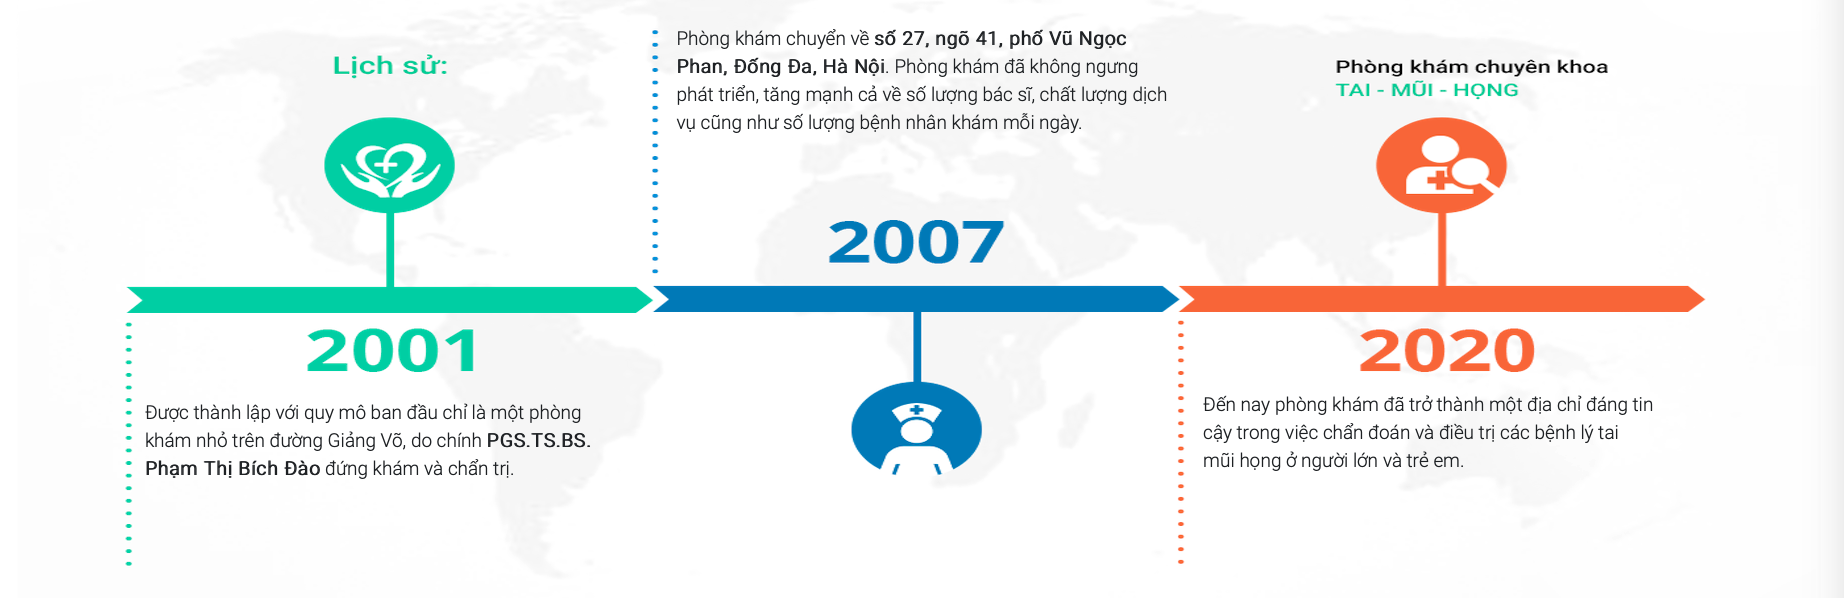 Lịch sử:
2001
Được thành lập với quy mô ban đầu chỉ là một phòng
khám nhỏ trên đường Giảng Võ, do chính PGS.TS.BS.
Phạm Thị Bích Đào đứng khám và chẩn trị.
Phòng khám chuyển về số 27, ngõ 41, phố Vũ Ngọc
Phan, Đống Đa, Hà Nội. Phòng khám đã không ngưng
phát triển, tăng mạnh cả về số lượng bác sĩ, chất lượng dịch
vụ cũng như số lượng bệnh nhân khám mỗi ngày.
2007
Phòng khám chuyên khoa
TAI - MŨI - HỌNG
2020
Đến nay phòng khám đã trở thành một địa chỉ đáng tin
cậy trong việc chẩn đoán và điều trị các bệnh lý tai
mũi họng ở người lớn và trẻ em.